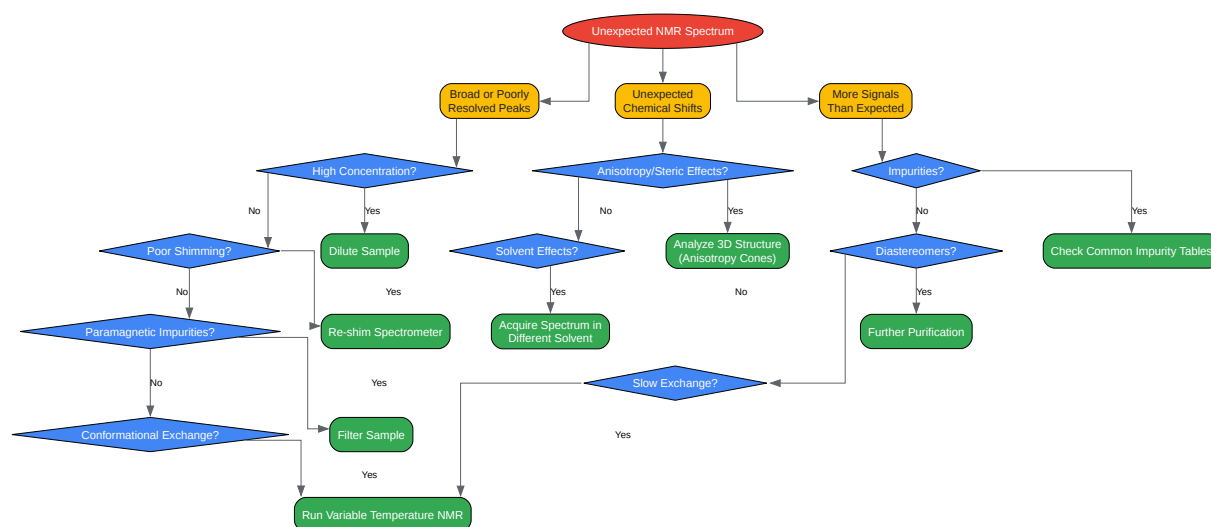 Unexpected NMR Spectrum
Broad or Poorly
Resolved Peaks
Unexpected
Chemical Shifts
More Signals
Than Expected
High Concentration?
Anisotropy/Steric Effects?
Impurities?
No
Yes
No
Yes
No
Yes
Poor Shimming?
Dilute Sample
Solvent Effects?
Analyze 3D Structure
(Anisotropy Cones)
Diastereomers?
Check Common Impurity Tables
No
Yes
Yes
No
Yes
Paramagnetic Impurities?
Re-shim Spectrometer
Acquire Spectrum in
Different Solvent
Further Purification
No
Yes
Slow Exchange?
Conformational Exchange?
Filter Sample
Yes
Yes
Run Variable Temperature NMR